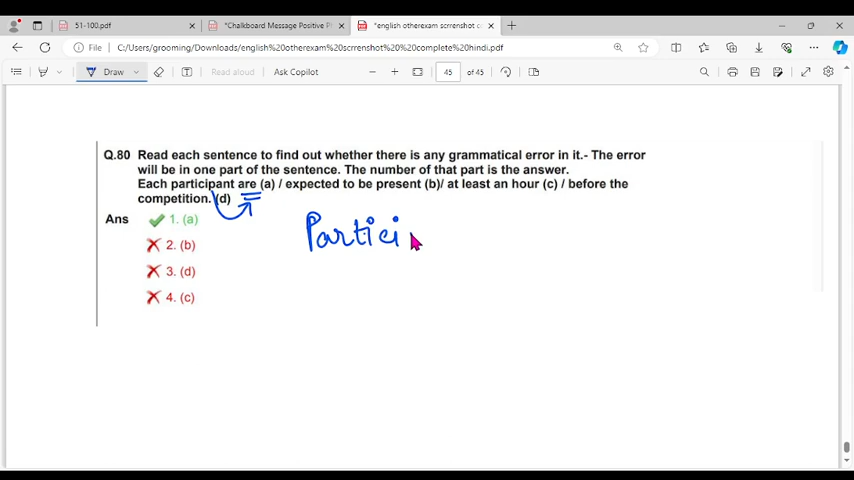 51-100.pdf
*Chalkboard Message Positive P
*english otherexam scrrenshot c
File
C:/Users/grooming/Downloads/english%20otherexam%20scrrenshot%20%20complete%20hindi.pdf
Draw
Read aloud
Ask Copilot
45
of 45
Q.80 Read each sentence to find out whether there is any grammatical error in it.- The error
will be in one part of the sentence. The number of that part is the answer.
Each participant are (a) / expected to be present (b)/ at least an hour (c) / before the
competition. (d)
Ans
1. (a)
Partici
2. (b)
3. (d)
4. (c)